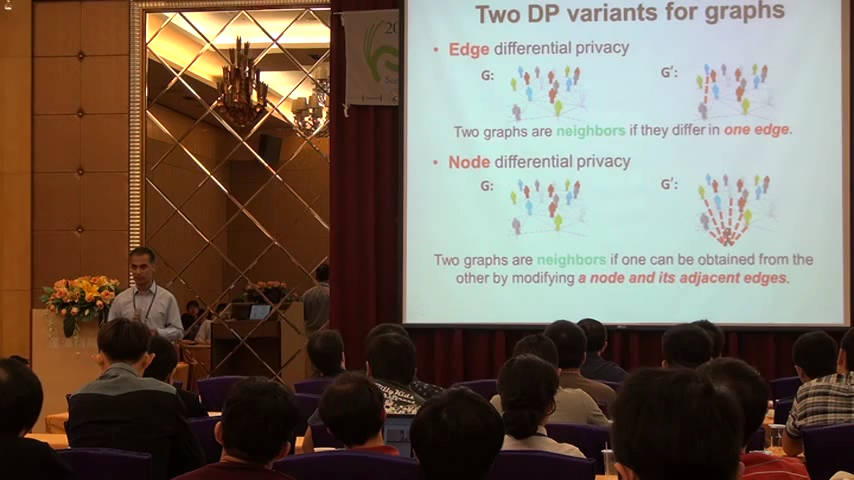 Two DP variants for graphs
• Edge differential privacy
G: G′:
Two graphs are neighbors if they differ in one edge.
• Node differential privacy
G: G′:
Two graphs are neighbors if one can be obtained from the
other by modifying a node and its adjacent edges.
20